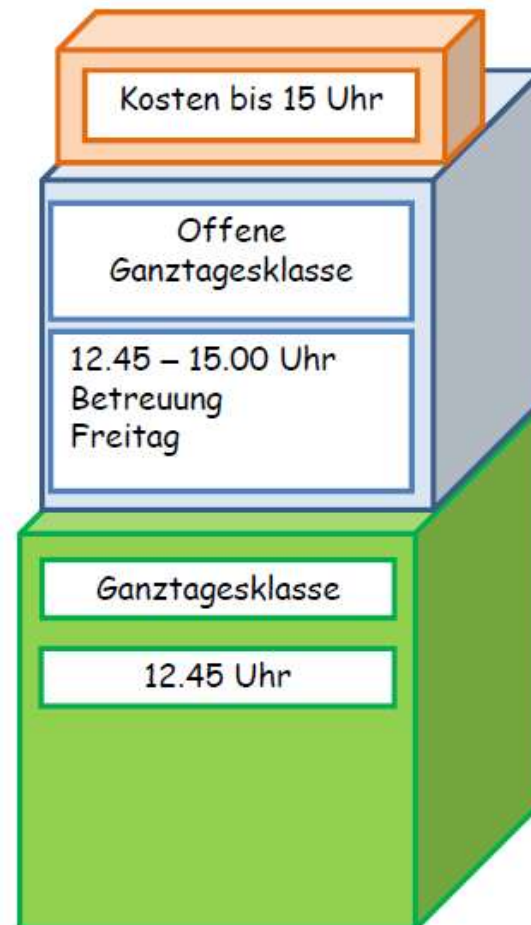 Kosten bis 15 Uhr
Offene
Ganztagesklasse
12.45 – 15.00 Uhr
Betreuung
Freitag
Ganztagesklasse
12.45 Uhr